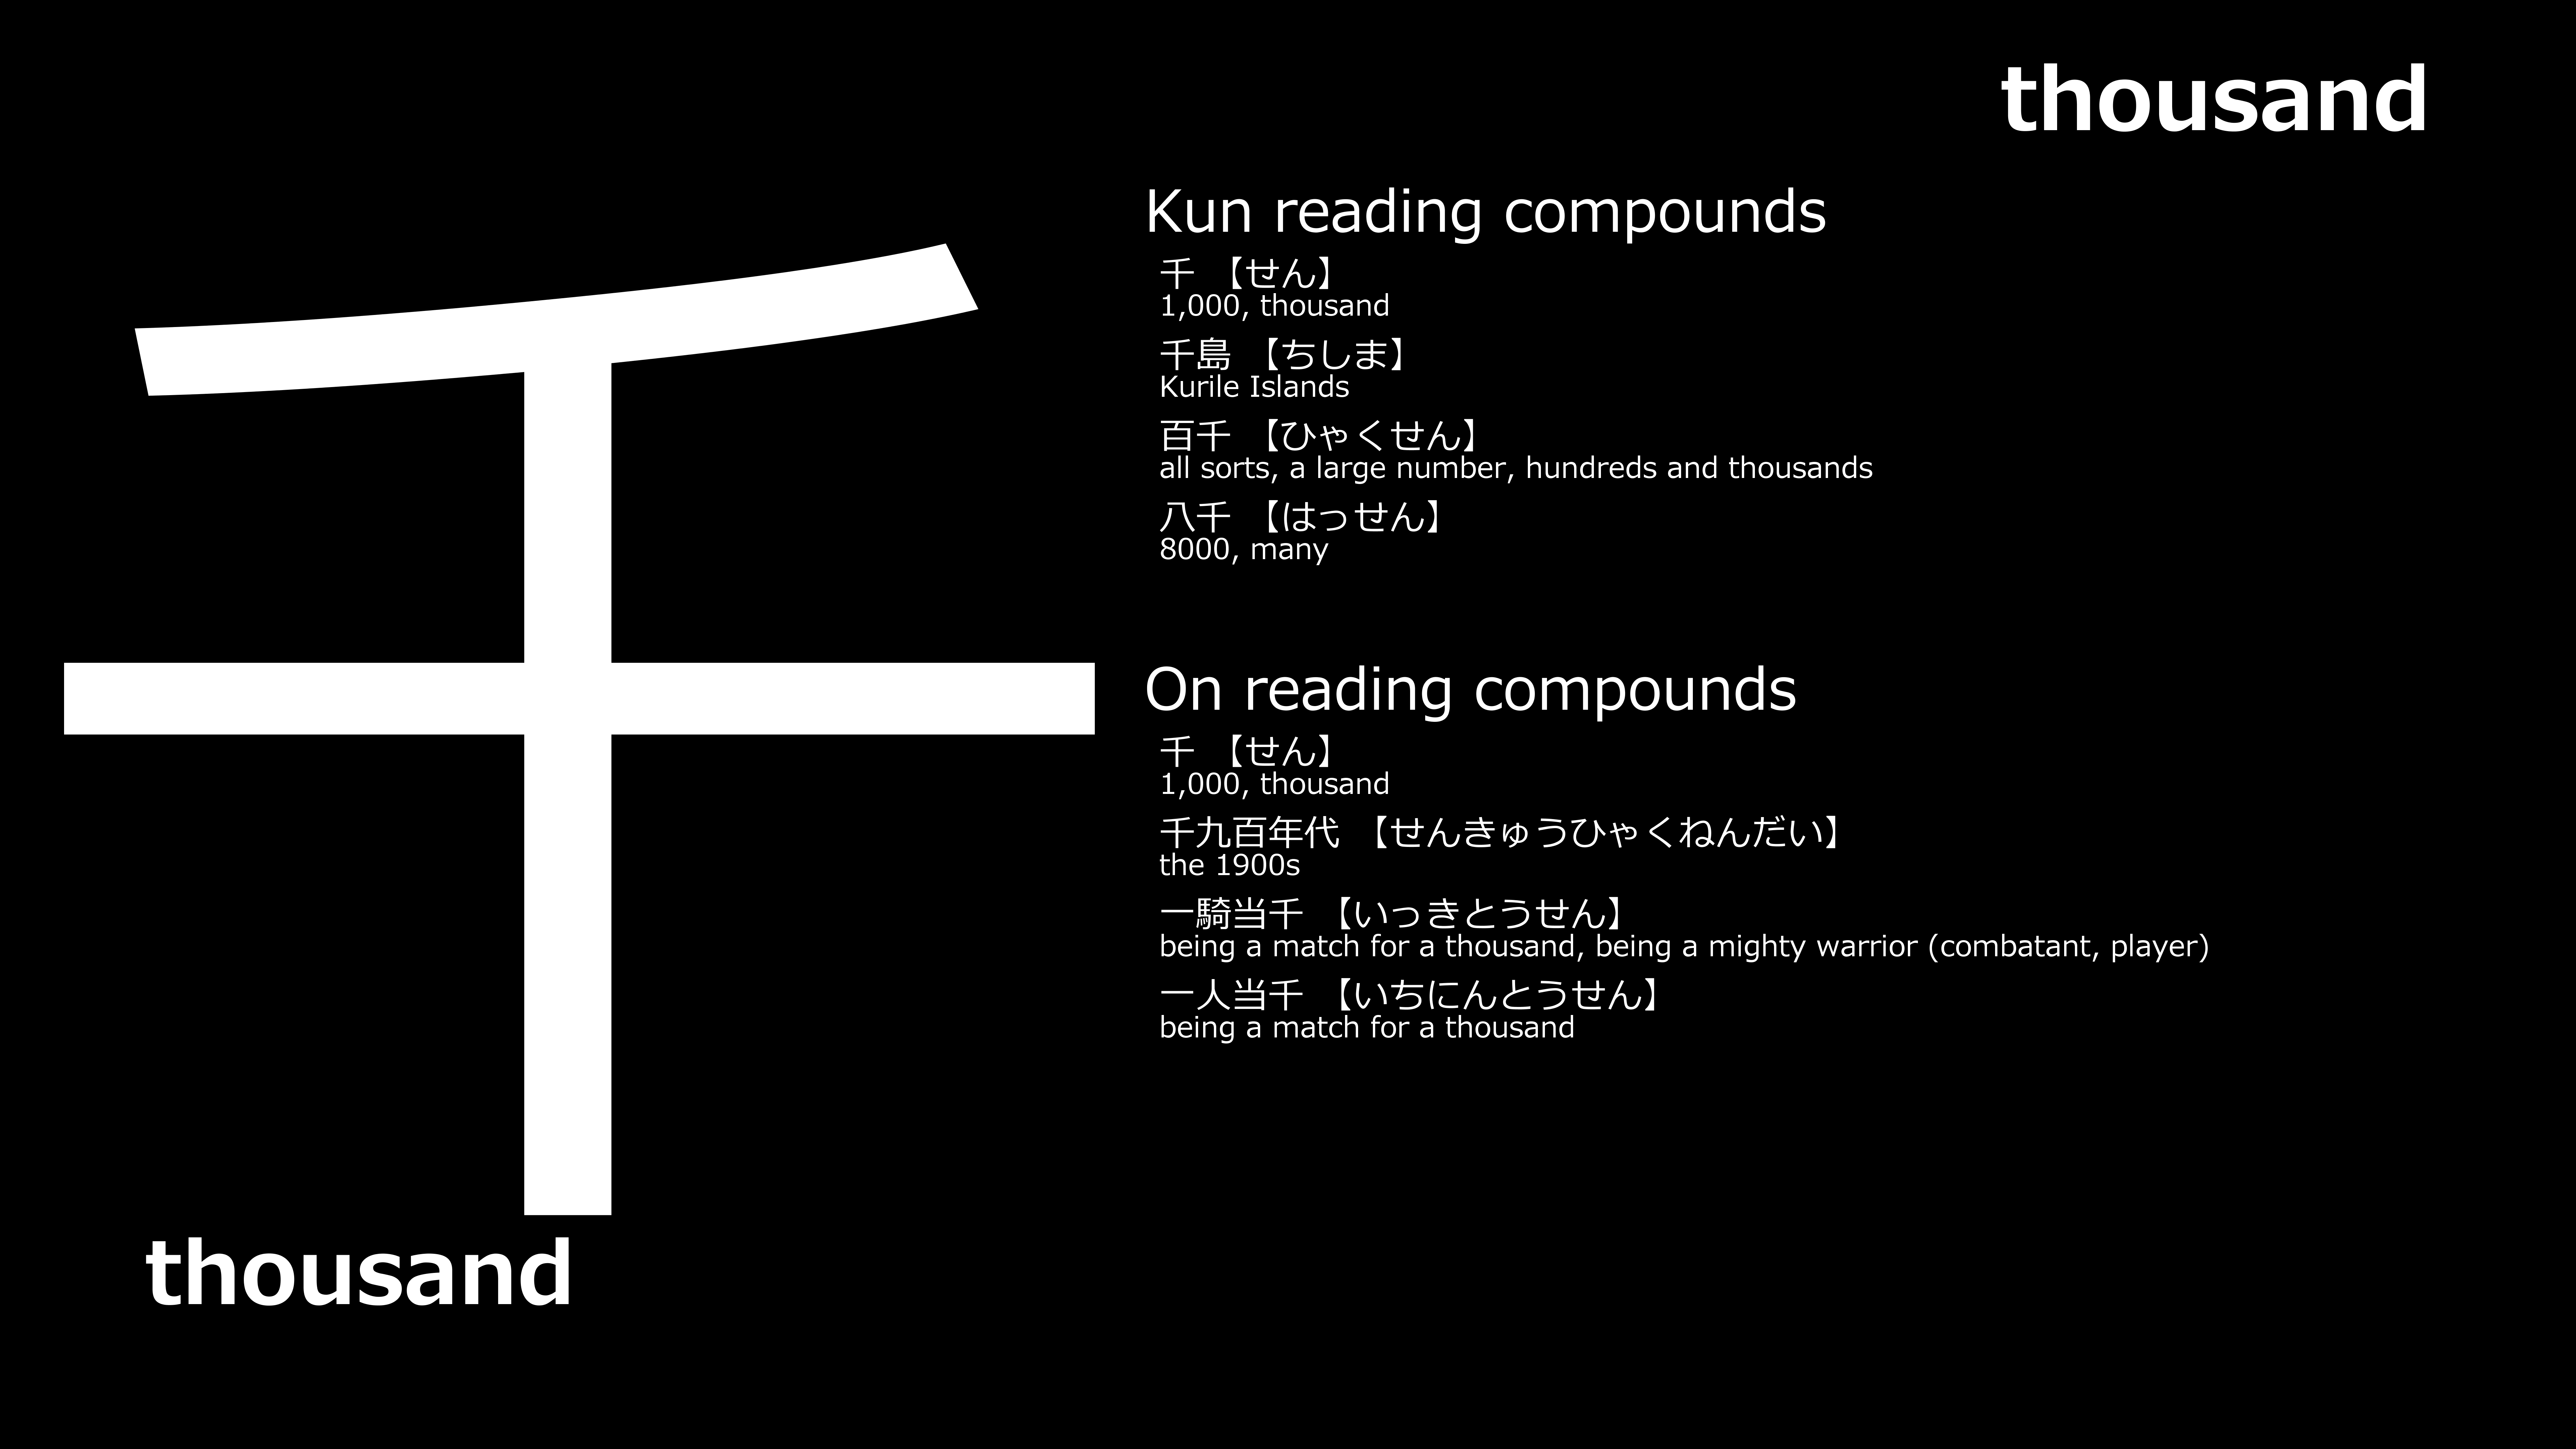 thousand
千
thousand
Kun reading compounds
千 【せん】
1,000, thousand
千島 【ちしま】
Kurile Islands
百千 【ひゃくせん】
all sorts, a large number, hundreds and thousands
八千 【はっせん】
8000, many
On reading compounds
千 【せん】
1,000, thousand
千九百年代 【せんきゅうひゃくねんだい】
the 1900s
一騎当千 【いっきとうせん】
being a match for a thousand, being a mighty warrior (combatant, player)
一人当千 【いちにんとうせん】
being a match for a thousand